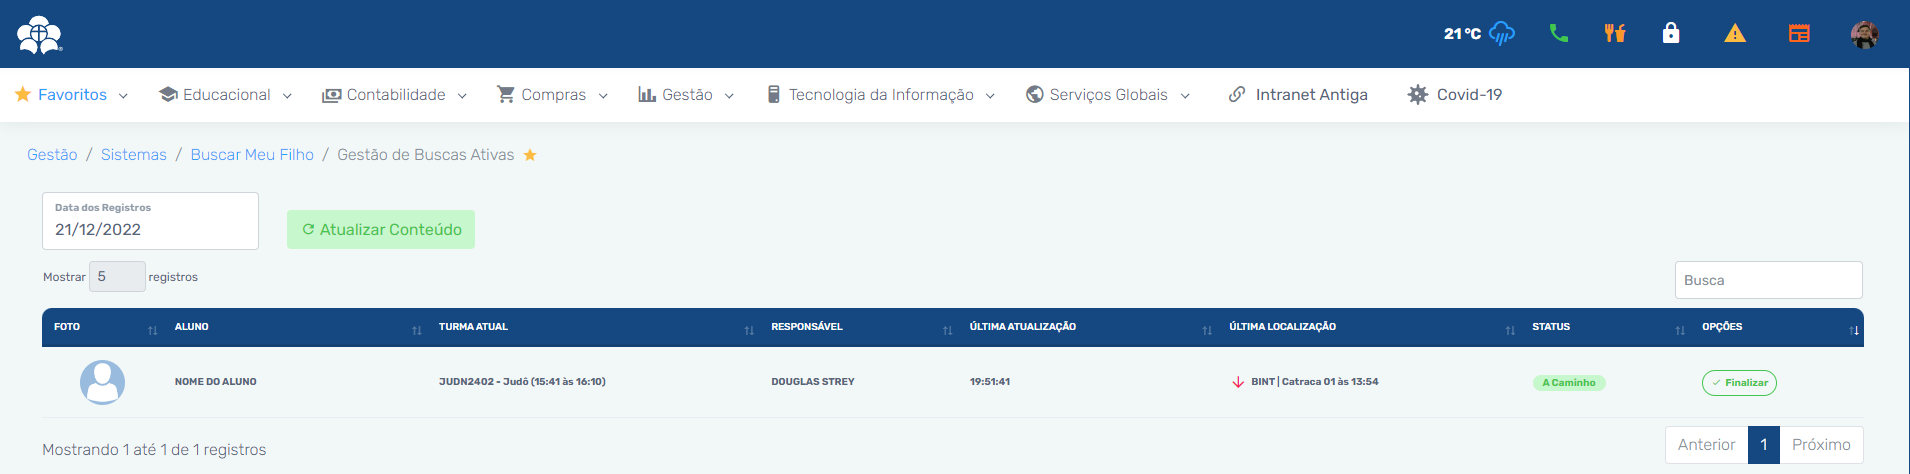 21 °C
Favoritos Educacional Contabilidade Compras Gestão Tecnologia da Informação Serviços Globais Intranet Antiga Covid-19
Gestão / Sistemas / Buscar Meu Filho / Gestão de Buscas Ativas
Data dos Registros
21/12/2022
Atualizar Conteúdo
Mostrar 5 registros
Busca
FOTO ALUNO TURMA ATUAL RESPONSÁVEL ÚLTIMA ATUALIZAÇÃO ÚLTIMA LOCALIZAÇÃO STATUS OPÇÕES
NOME DO ALUNO JUDN2402 - Judô (15:41 às 16:10) DOUGLAS STREY 19:51:41 BINT | Catraca 01 às 13:54 A Caminho Finalizar
Mostrando 1 até 1 de 1 registros
Anterior 1 Próximo